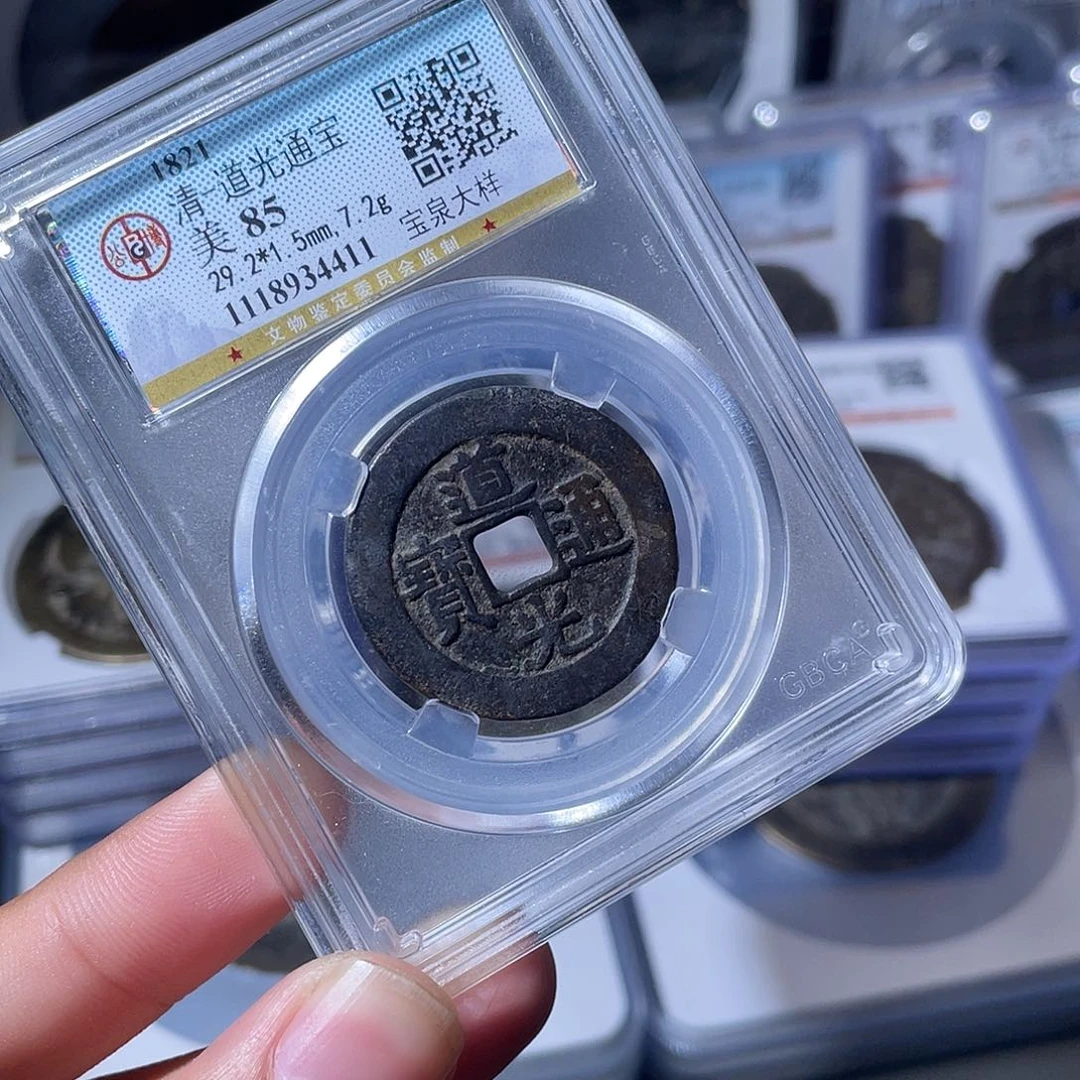 1821
清·道光通宝
美 85
29.2*1.5mm,7.2g
宝泉大样
1118934411
★ 文物鉴定委员会监制 ★
道光通寶
GBCA